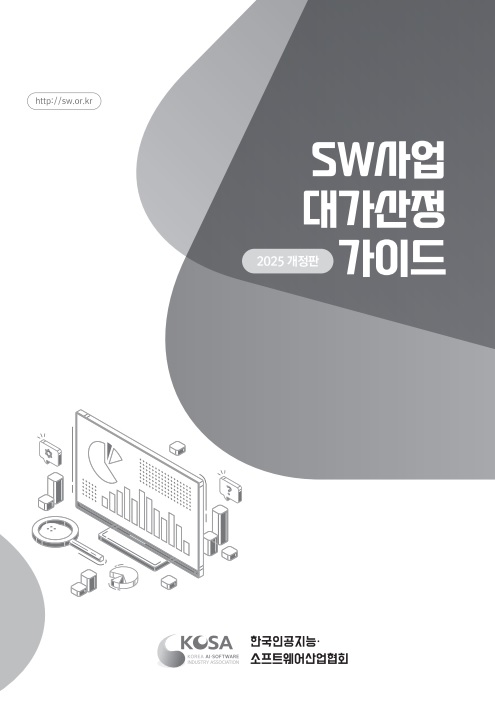 http://sw.or.kr
SW사업
대가산정
2025 개정판 가이드
KOSA 한국인공지능·
KOREA AI·SOFTWARE
INDUSTRY ASSOCIATION 소프트웨어산업협회